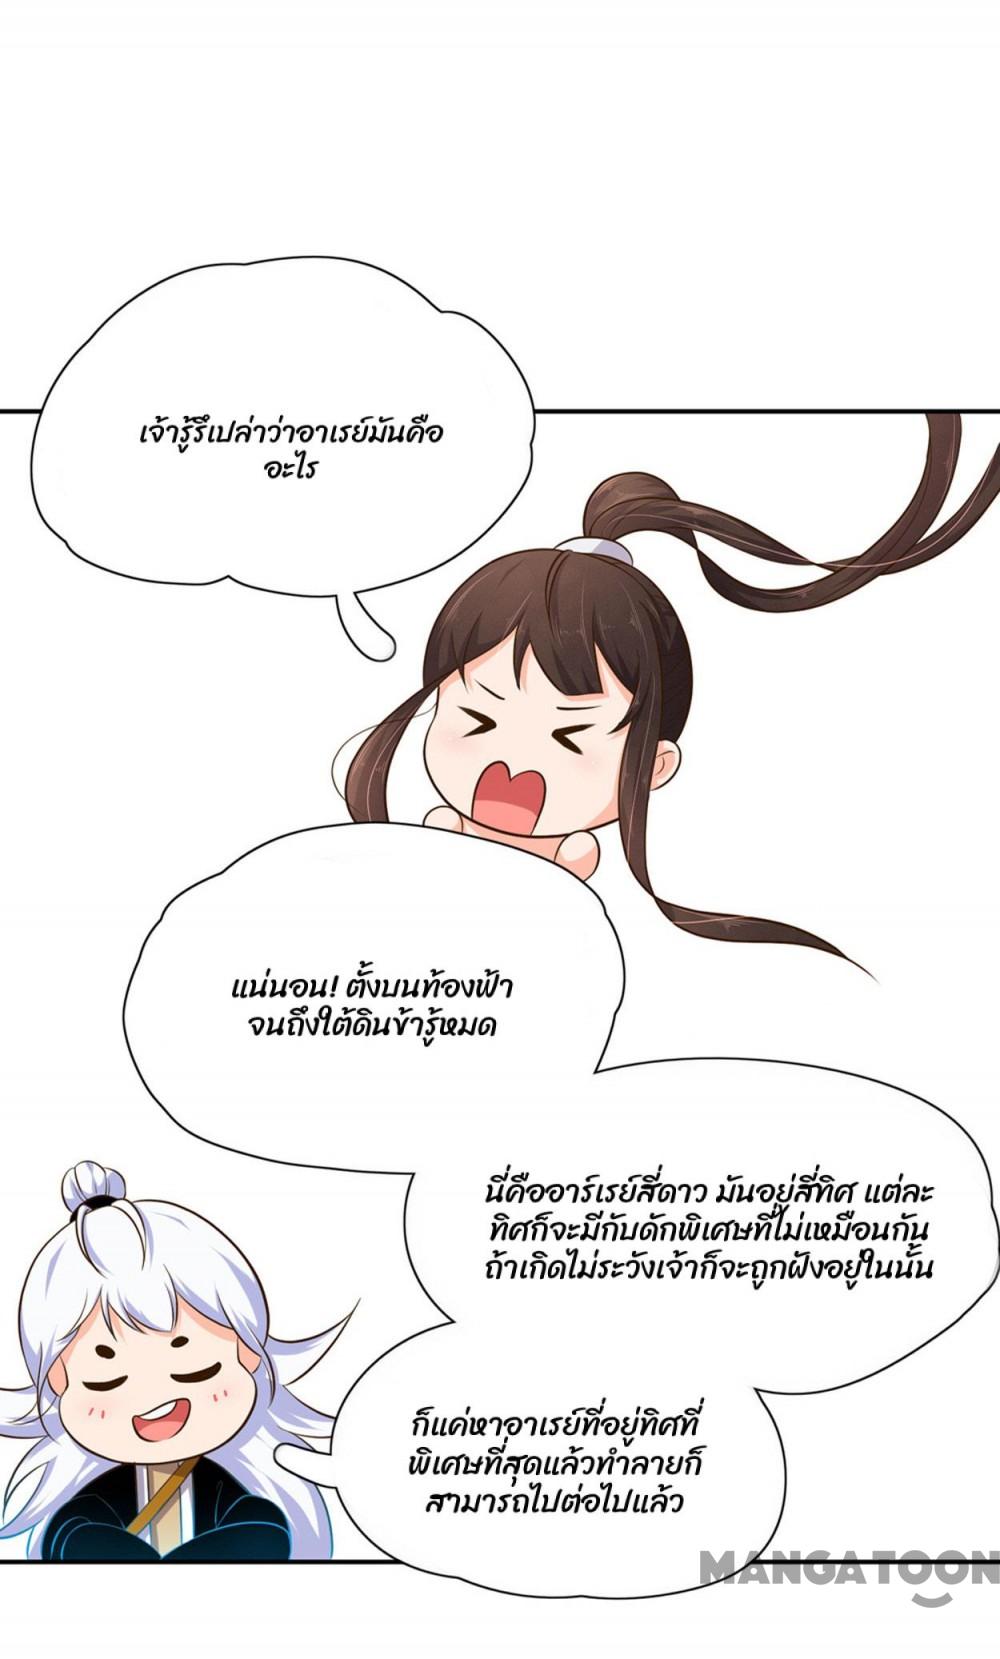 เจ้ารู้รึเปล่าว่าอาเรย์มันคือ
อะไร
แน่นอน! ตั้งบนท้องฟ้า
จนถึงใต้ดินข้ารู้หมด
นี่คืออาร์เรย์สี่ดาว มันอยู่สี่ทิศ แต่ละ
ทิศก็จะมีกับดักพิเศษที่ไม่เหมือนกัน
ถ้าเกิดไม่ระวังเจ้าก็จะถูกฝังอยู่ในนั้น
ก็แค่หาอาเรย์ที่อยู่ทิศที่
พิเศษที่สุดแล้วทำลายก็
สามารถไปต่อไปแล้ว
MANGATOON